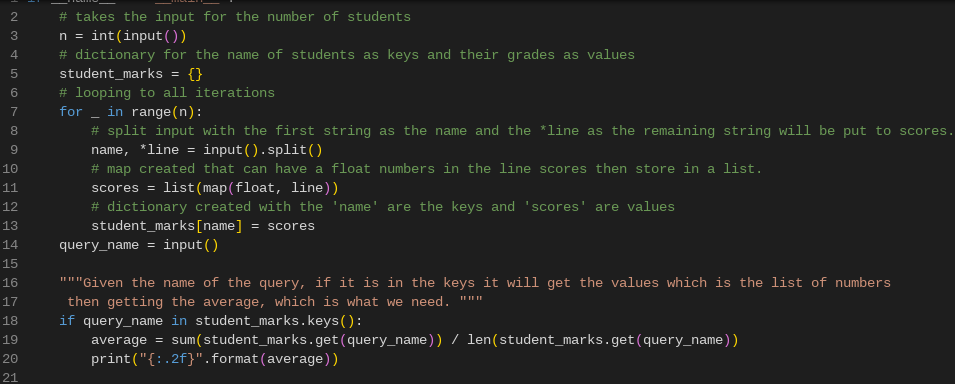 2 # takes the input for the number of students
3 n = int(input())
4 # dictionary for the name of students as keys and their grades as values
5 student_marks = {}
6 # looping to all iterations
7 for _ in range(n):
8 # split input with the first string as the name and the *line as the remaining string will be put to scores.
9 name, *line = input().split()
10 # map created that can have a float numbers in the line scores then store in a list.
11 scores = list(map(float, line))
12 # dictionary created with the 'name' are the keys and 'scores' are values
13 student_marks[name] = scores
14 query_name = input()
15
16 """Given the name of the query, if it is in the keys it will get the values which is the list of numbers
17 then getting the average, which is what we need. """
18 if query_name in student_marks.keys():
19 average = sum(student_marks.get(query_name)) / len(student_marks.get(query_name))
20 print("{:.2f}".format(average))
21